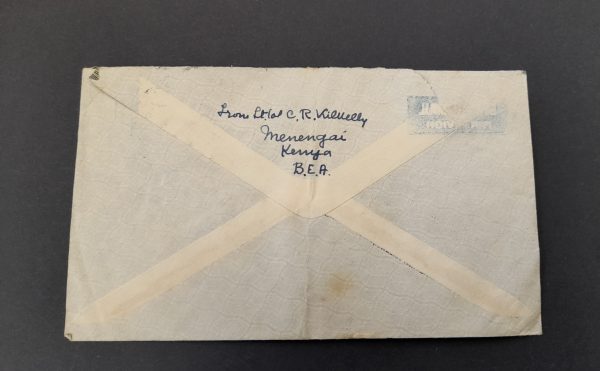 From Lt Col C. R. Kilkelly
Menengai
Kenya
B.E.A.